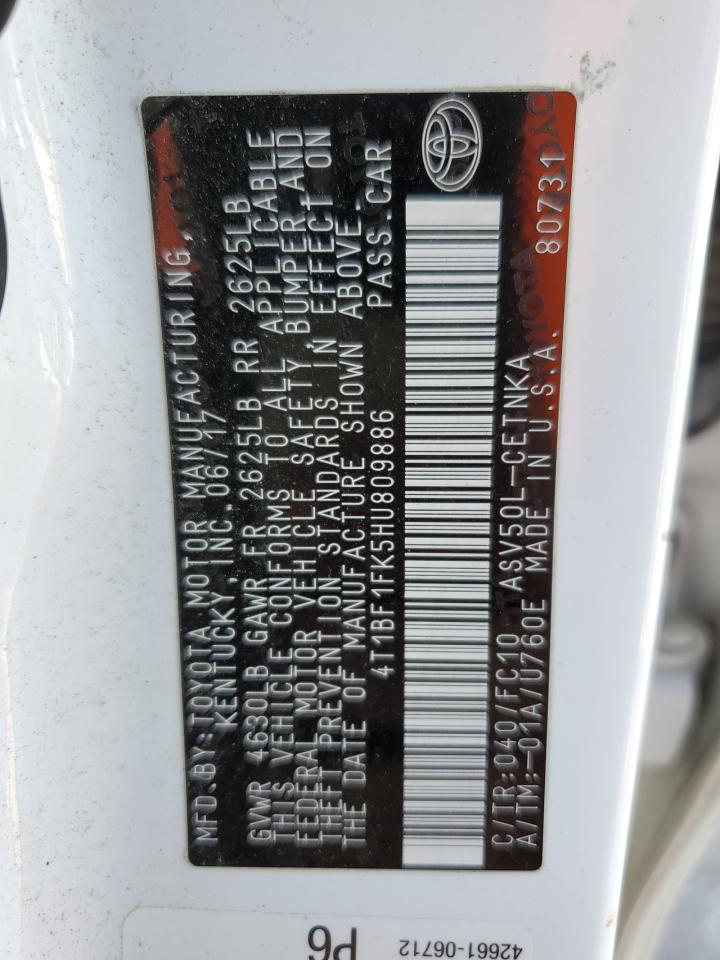 MFD.BY:TOYOTA MOTOR MANUFACTURING,
KENTUCKY, INC. 06/17
GVWR 4630LB GAWR FR 2625LB RR 2625LB
THIS VEHICLE CONFORMS TO ALL APPLICABLE
FEDERAL MOTOR VEHICLE SAFETY, BUMPER AND
THEFT PREVENTION STANDARDS IN EFFECT ON
THE DATE OF MANUFACTURE SHOWN ABOVE.
4T1BF1FK5HU809886 PASS.CAR
C/TR:040/FC10 ASV50L-CETNKA
A/TM:-01A/U760E MADE IN U.S.A. 80731
TOYOTA
P6
42661-06712